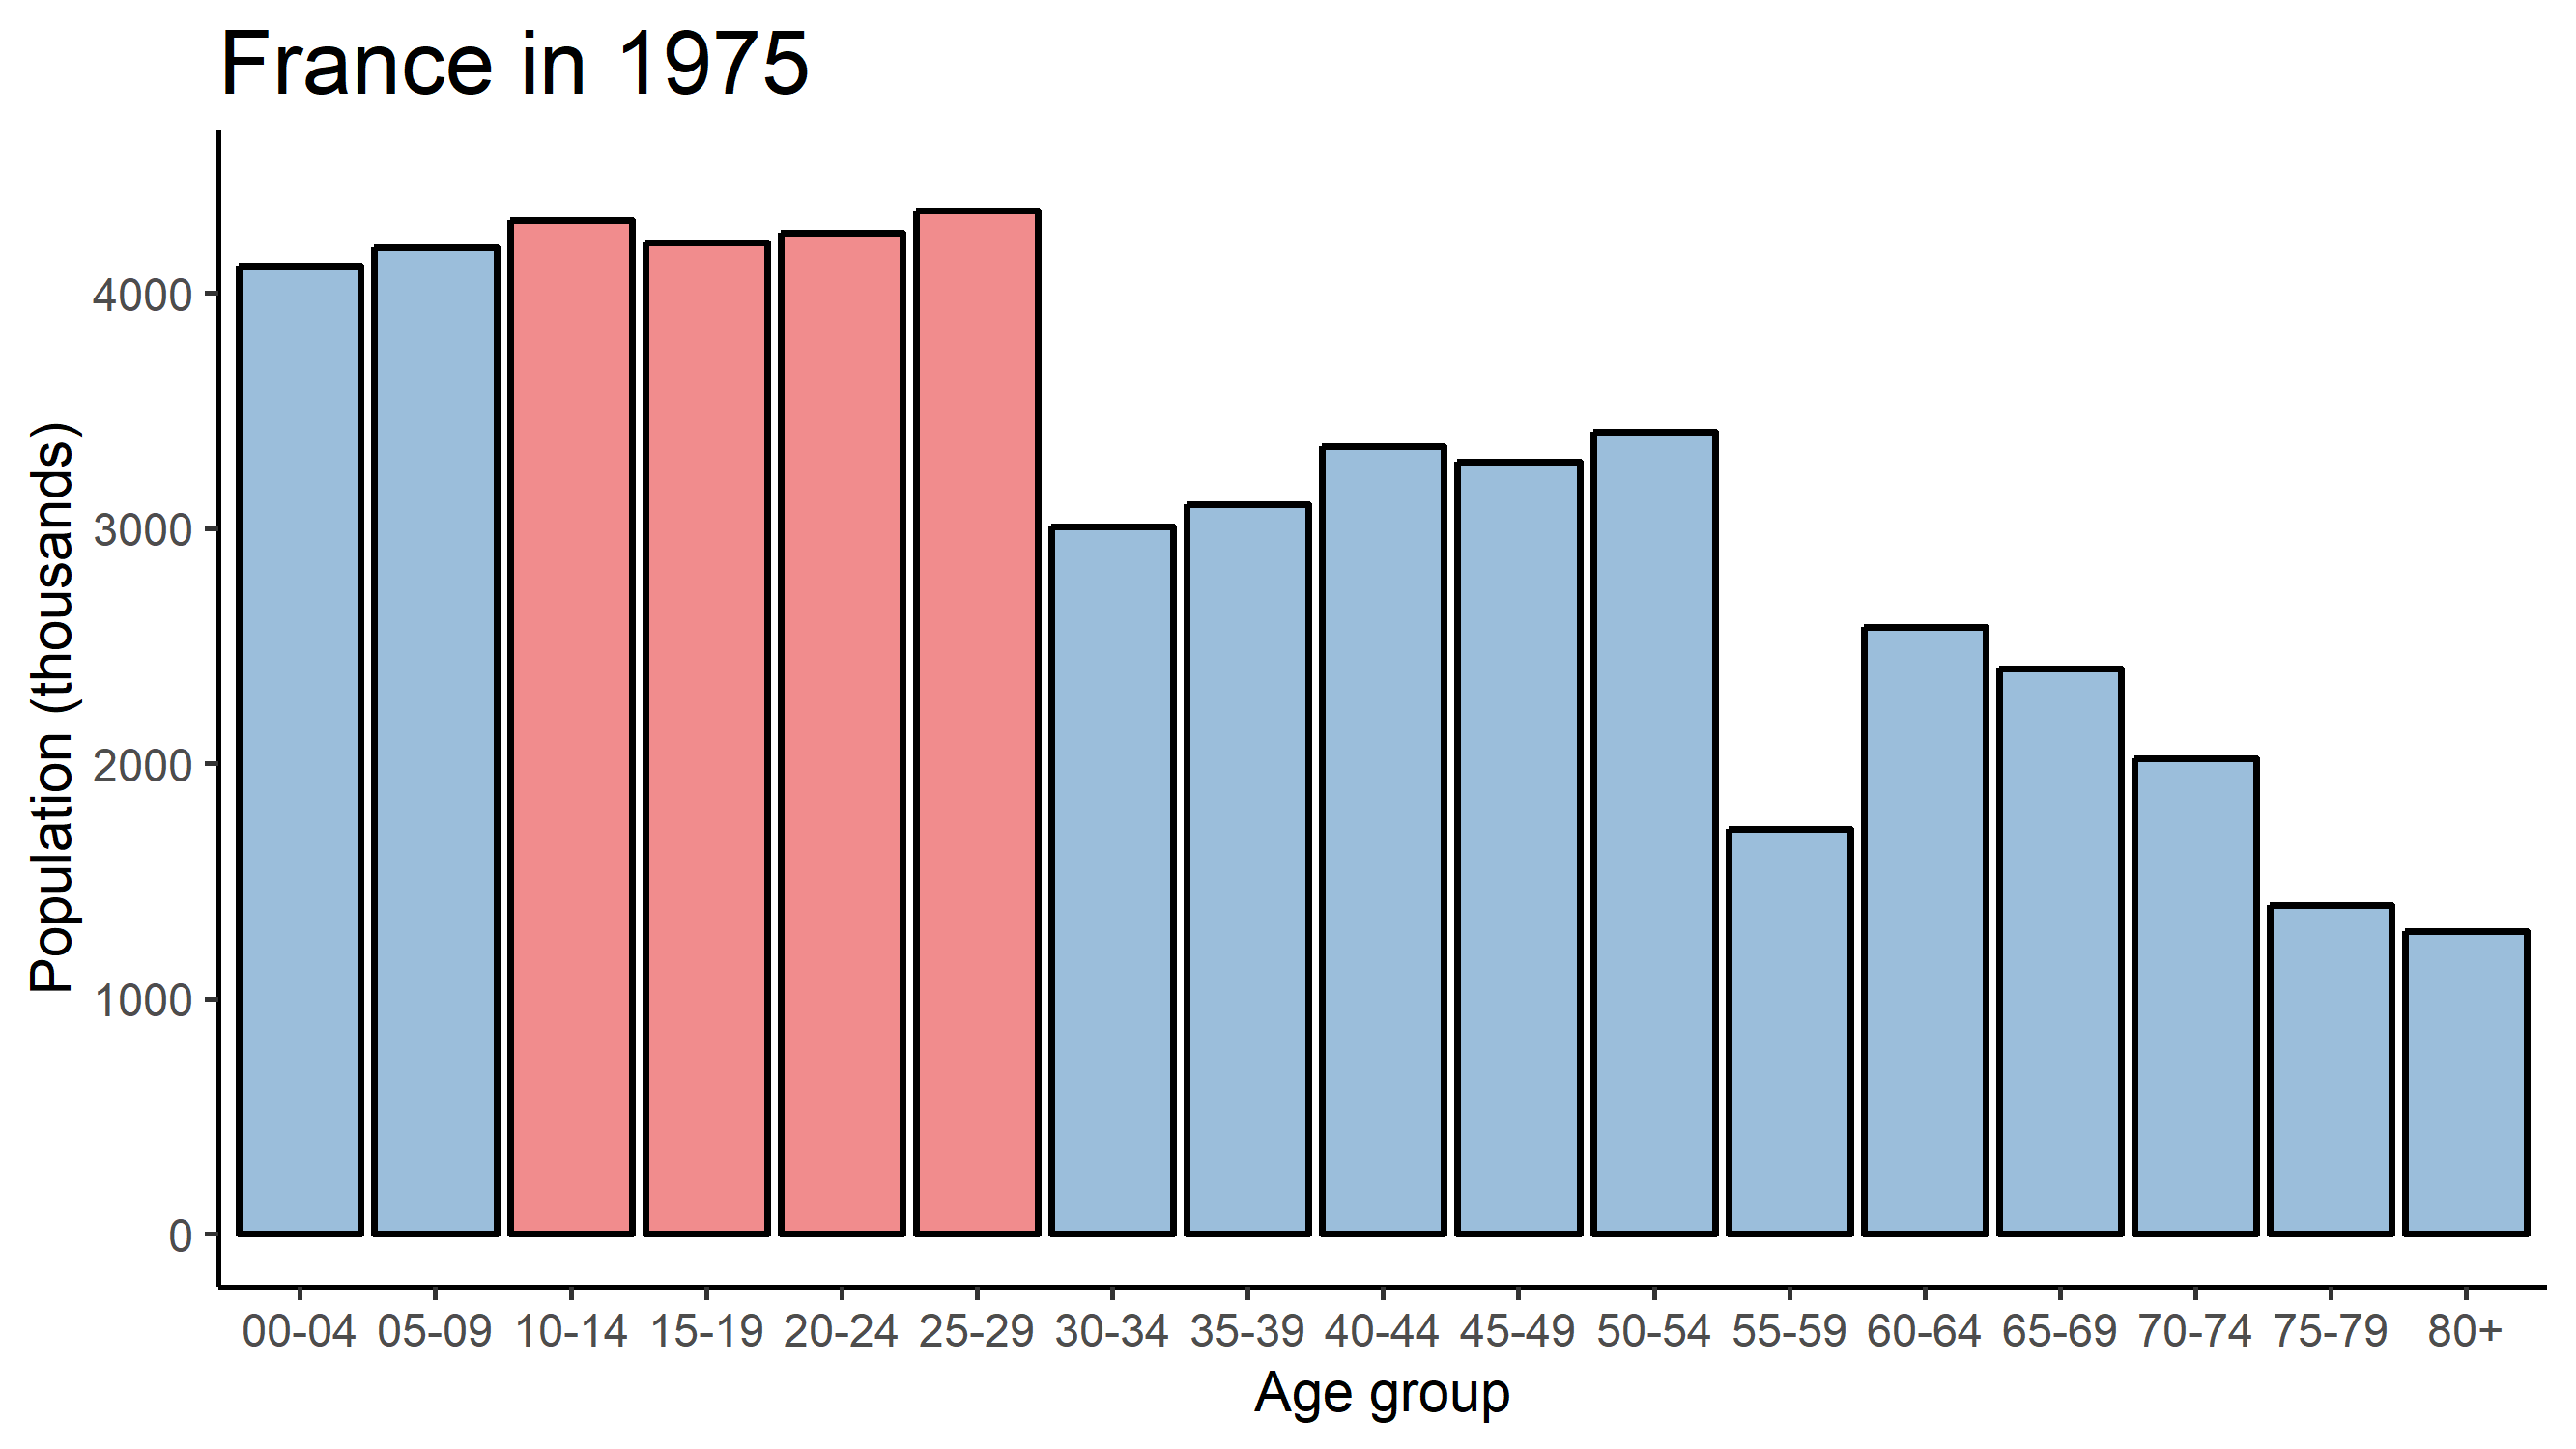 France in 1975
Population (thousands)
4000
3000
2000
1000
0
00-04 05-09 10-14 15-19 20-24 25-29 30-34 35-39 40-44 45-49 50-54 55-59 60-64 65-69 70-74 75-79 80+
Age group